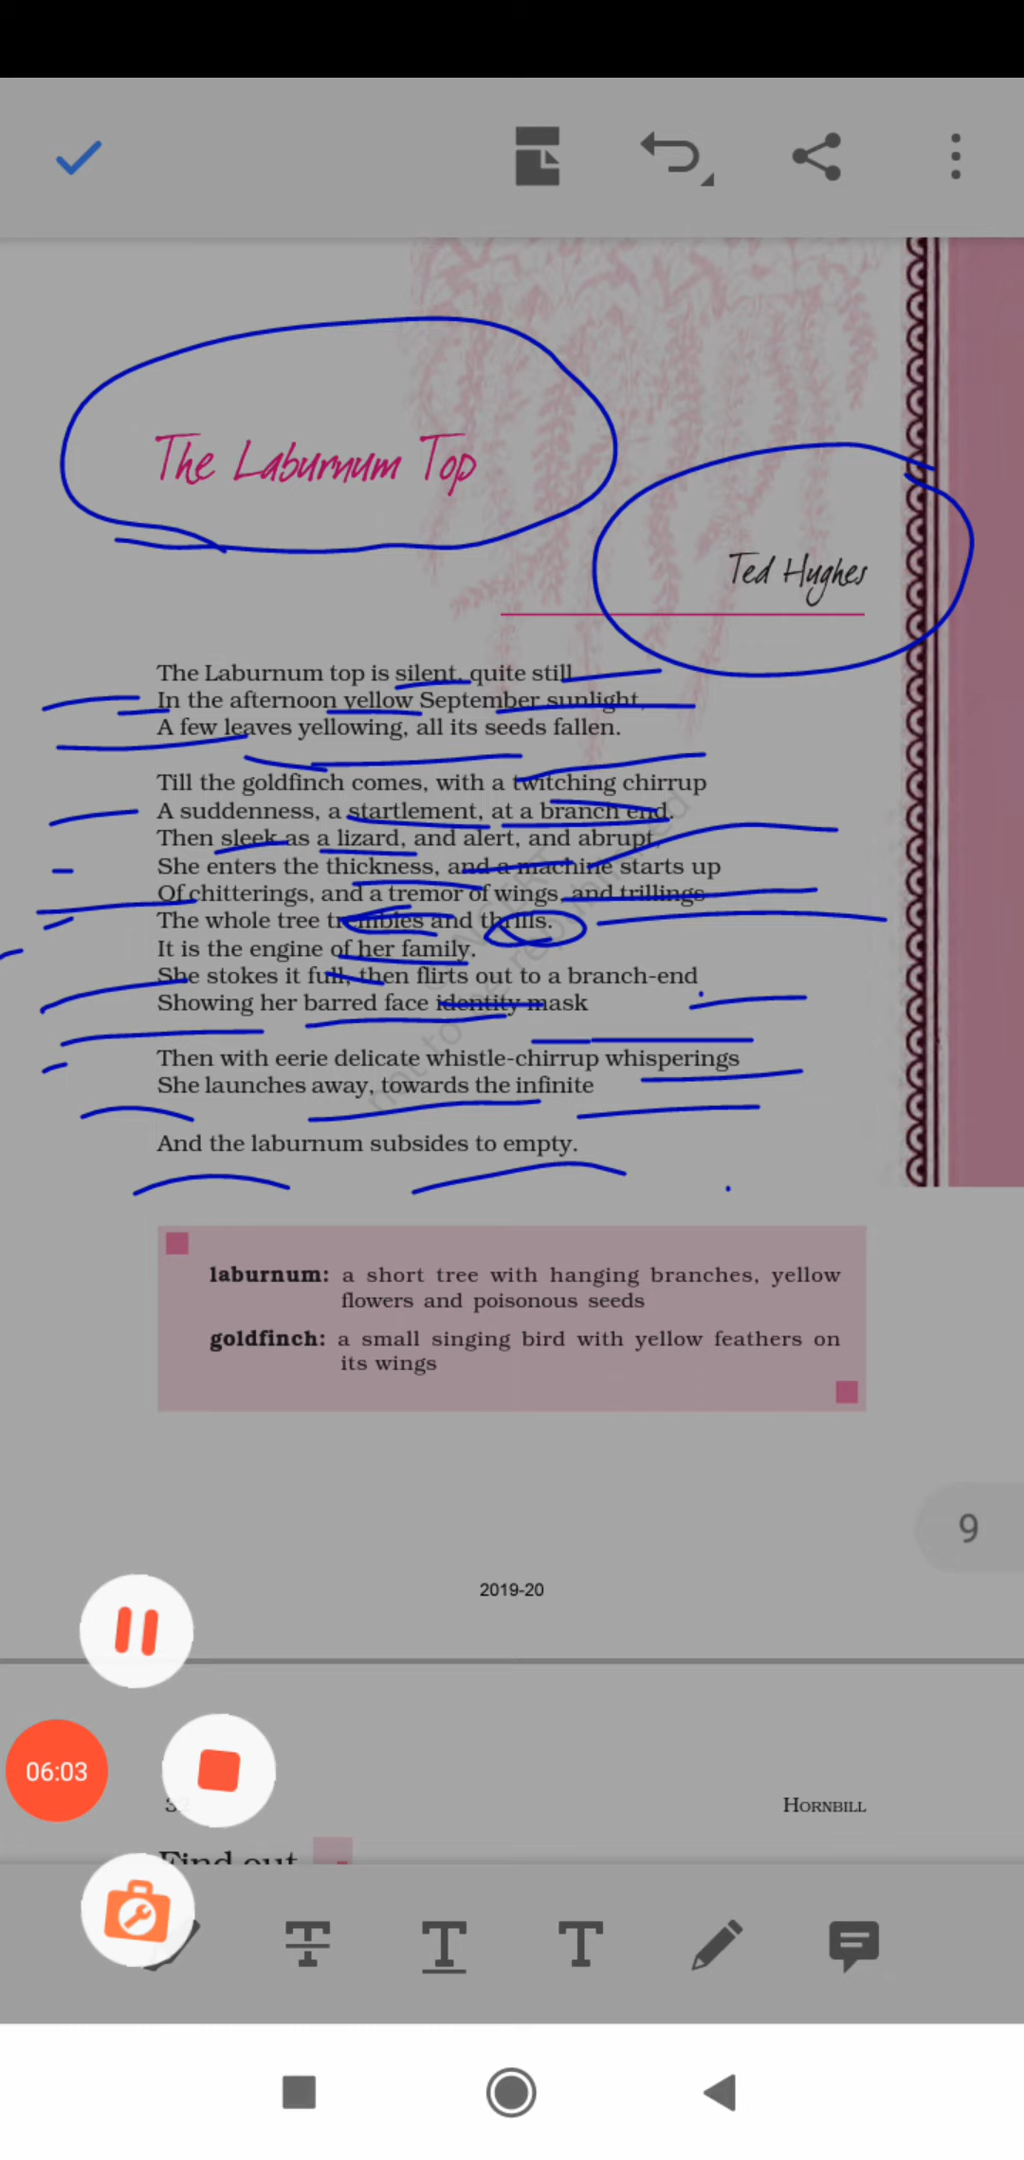 The Laburnum Top
Ted Hughes
The Laburnum top is silent, quite still
In the afternoon yellow September sunlight,
A few leaves yellowing, all its seeds fallen.
Till the goldfinch comes, with a twitching chirrup
A suddenness, a startlement, at a branch end.
Then sleek as a lizard, and alert, and abrupt,
She enters the thickness, and a machine starts up
Of chitterings, and a tremor of wings, and trillings
The whole tree trembles and thrills.
It is the engine of her family.
She stokes it full, then flirts out to a branch-end
Showing her barred face identity mask
Then with eerie delicate whistle-chirrup whisperings
She launches away, towards the infinite
And the laburnum subsides to empty.
laburnum: a short tree with hanging branches, yellow
flowers and poisonous seeds
goldfinch: a small singing bird with yellow feathers on
its wings
9
2019-20
06:03
HORNBILL
Find out